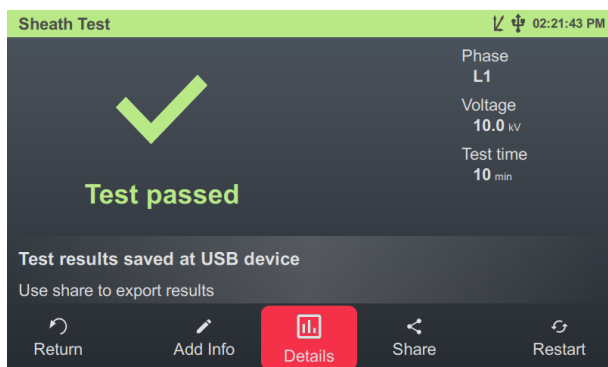 Sheath Test
02:21:43 PM
Phase
L1
Voltage
10.0 kV
Test time
10 min
Test passed
Test results saved at USB device
Use share to export results
Return
Add Info
Details
Share
Restart